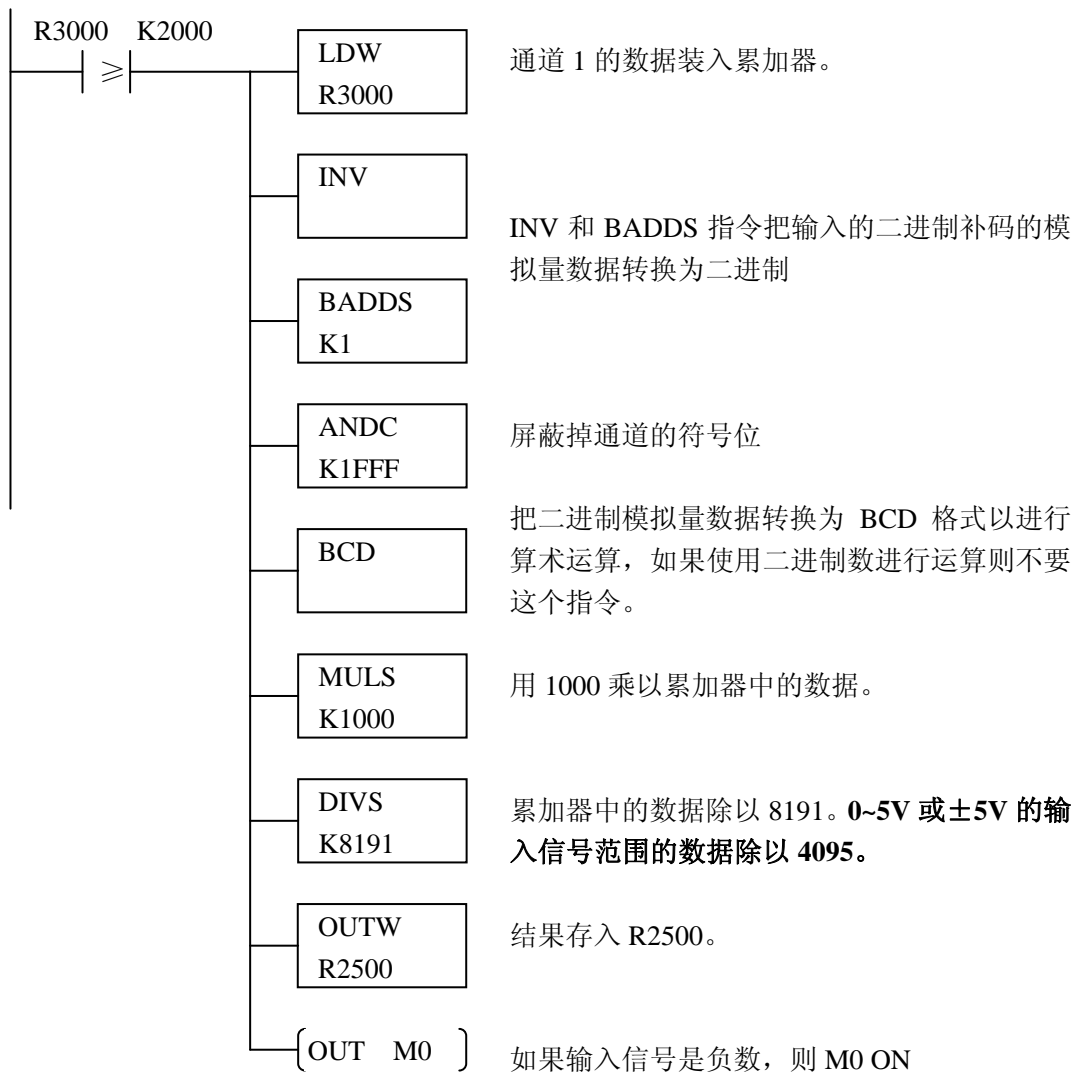 R3000 K2000
≥
LDW
R3000
通道 1 的数据装入累加器。
INV
INV 和 BADDS 指令把输入的二进制补码的模
拟量数据转换为二进制
BADDS
K1
ANDC
K1FFF
屏蔽掉通道的符号位
BCD
把二进制模拟量数据转换为 BCD 格式以进行
算术运算，如果使用二进制数进行运算则不要
这个指令。
MULS
K1000
用 1000 乘以累加器中的数据。
DIVS
K8191
累加器中的数据除以 8191。0~5V 或±5V 的输
入信号范围的数据除以 4095。
OUTW
R2500
结果存入 R2500。
OUT M0
如果输入信号是负数，则 M0 ON